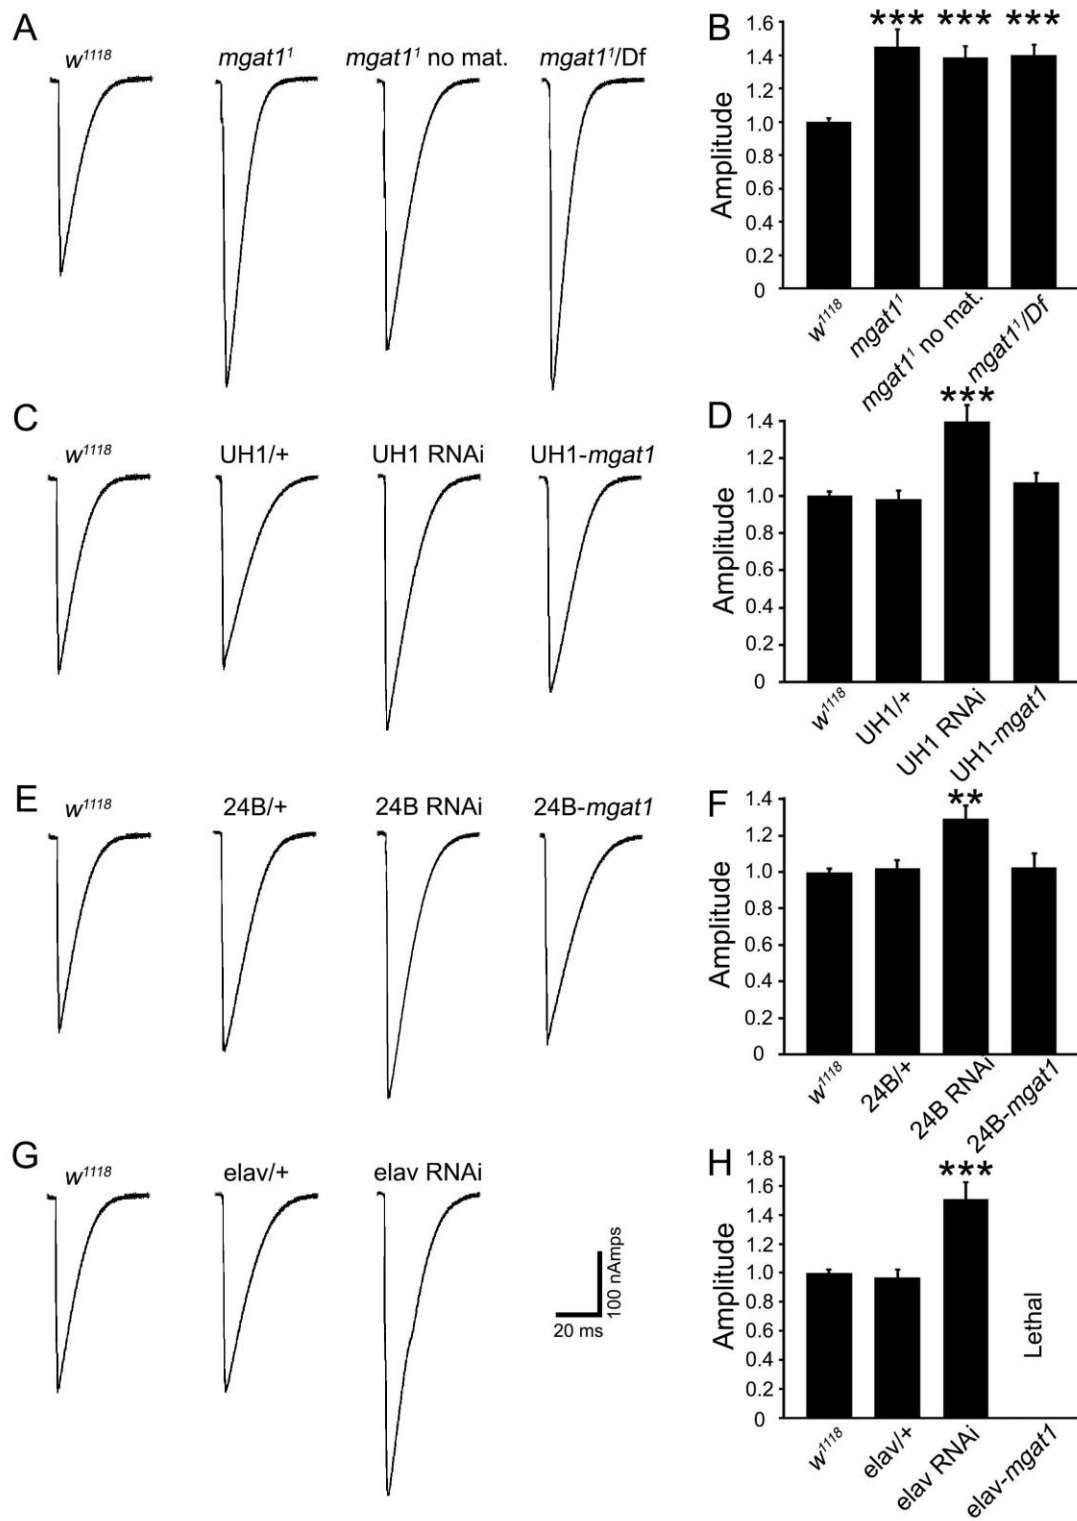 A
w¹¹¹⁸ mgat1¹ mgat1¹ no mat. mgat1¹/Df
B
*** *** ***
Amplitude
1.6
1.4
1.2
1.0
0.8
0.6
0.4
0.2
0
w¹¹¹⁸
mgat1¹
mgat1¹ no mat.
mgat1¹/Df
C
w¹¹¹⁸ UH1/+ UH1 RNAi UH1-mgat1
D
***
Amplitude
1.4
1.2
1.0
0.8
0.6
0.4
0.2
0
w¹¹¹⁸
UH1/+
UH1 RNAi
UH1-mgat1
E
w¹¹¹⁸ 24B/+ 24B RNAi 24B-mgat1
F
**
Amplitude
1.4
1.2
1.0
0.8
0.6
0.4
0.2
0
w¹¹¹⁸
24B/+
24B RNAi
24B-mgat1
G
w¹¹¹⁸ elav/+ elav RNAi
100 nAmps
20 ms
H
***
Amplitude
1.8
1.6
1.4
1.2
1.0
0.8
0.6
0.4
0.2
0
Lethal
w¹¹¹⁸
elav/+
elav RNAi
elav-mgat1